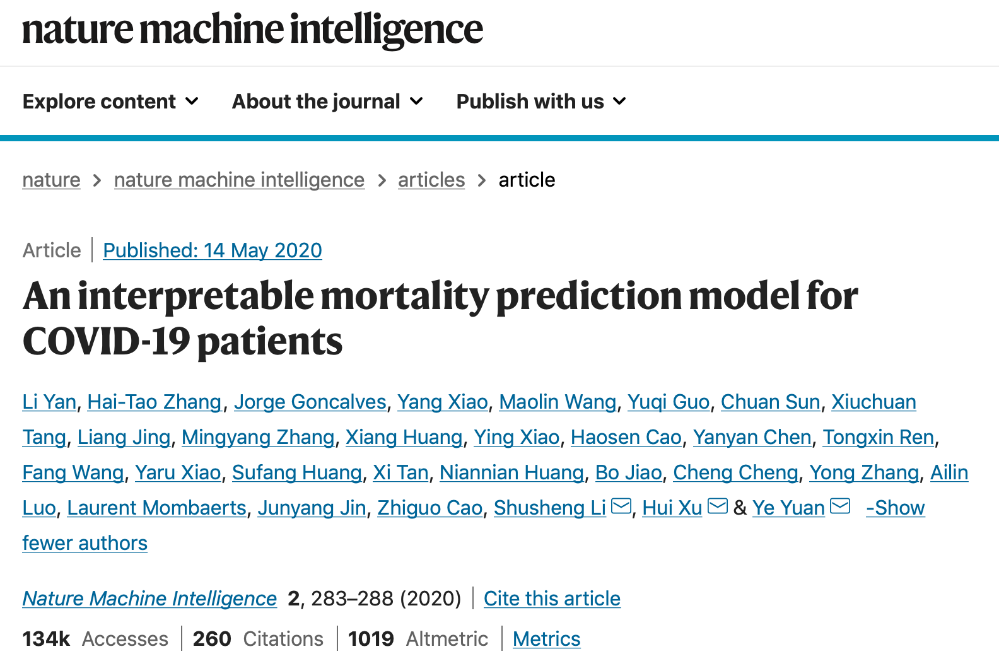 nature machine intelligence
Explore content About the journal Publish with us
nature > nature machine intelligence > articles > article
Article | Published: 14 May 2020
An interpretable mortality prediction model for
COVID-19 patients
Li Yan, Hai-Tao Zhang, Jorge Goncalves, Yang Xiao, Maolin Wang, Yuqi Guo, Chuan Sun, Xiuchuan
Tang, Liang Jing, Mingyang Zhang, Xiang Huang, Ying Xiao, Haosen Cao, Yanyan Chen, Tongxin Ren,
Fang Wang, Yaru Xiao, Sufang Huang, Xi Tan, Niannian Huang, Bo Jiao, Cheng Cheng, Yong Zhang, Ailin
Luo, Laurent Mombaerts, Junyang Jin, Zhiguo Cao, Shusheng Li, Hui Xu & Ye Yuan -Show
fewer authors
Nature Machine Intelligence 2, 283–288 (2020) | Cite this article
134k Accesses | 260 Citations | 1019 Altmetric | Metrics